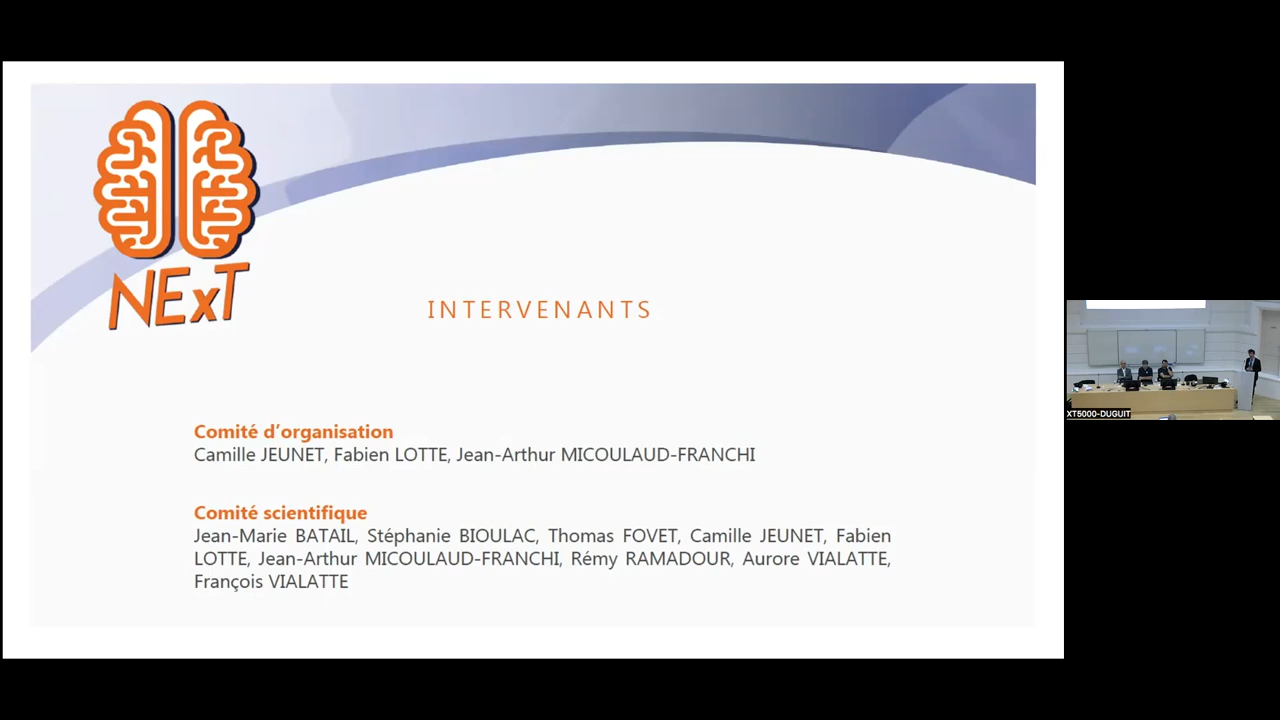 NExT
INTERVENANTS
Comité d’organisation
Camille JEUNET, Fabien LOTTE, Jean-Arthur MICOULAUD-FRANCHI
Comité scientifique
Jean-Marie BATAIL, Stéphanie BIOULAC, Thomas FOVET, Camille JEUNET, Fabien
LOTTE, Jean-Arthur MICOULAUD-FRANCHI, Rémy RAMADOUR, Aurore VIALATTE,
François VIALATTE
XT5000-DUGUIT